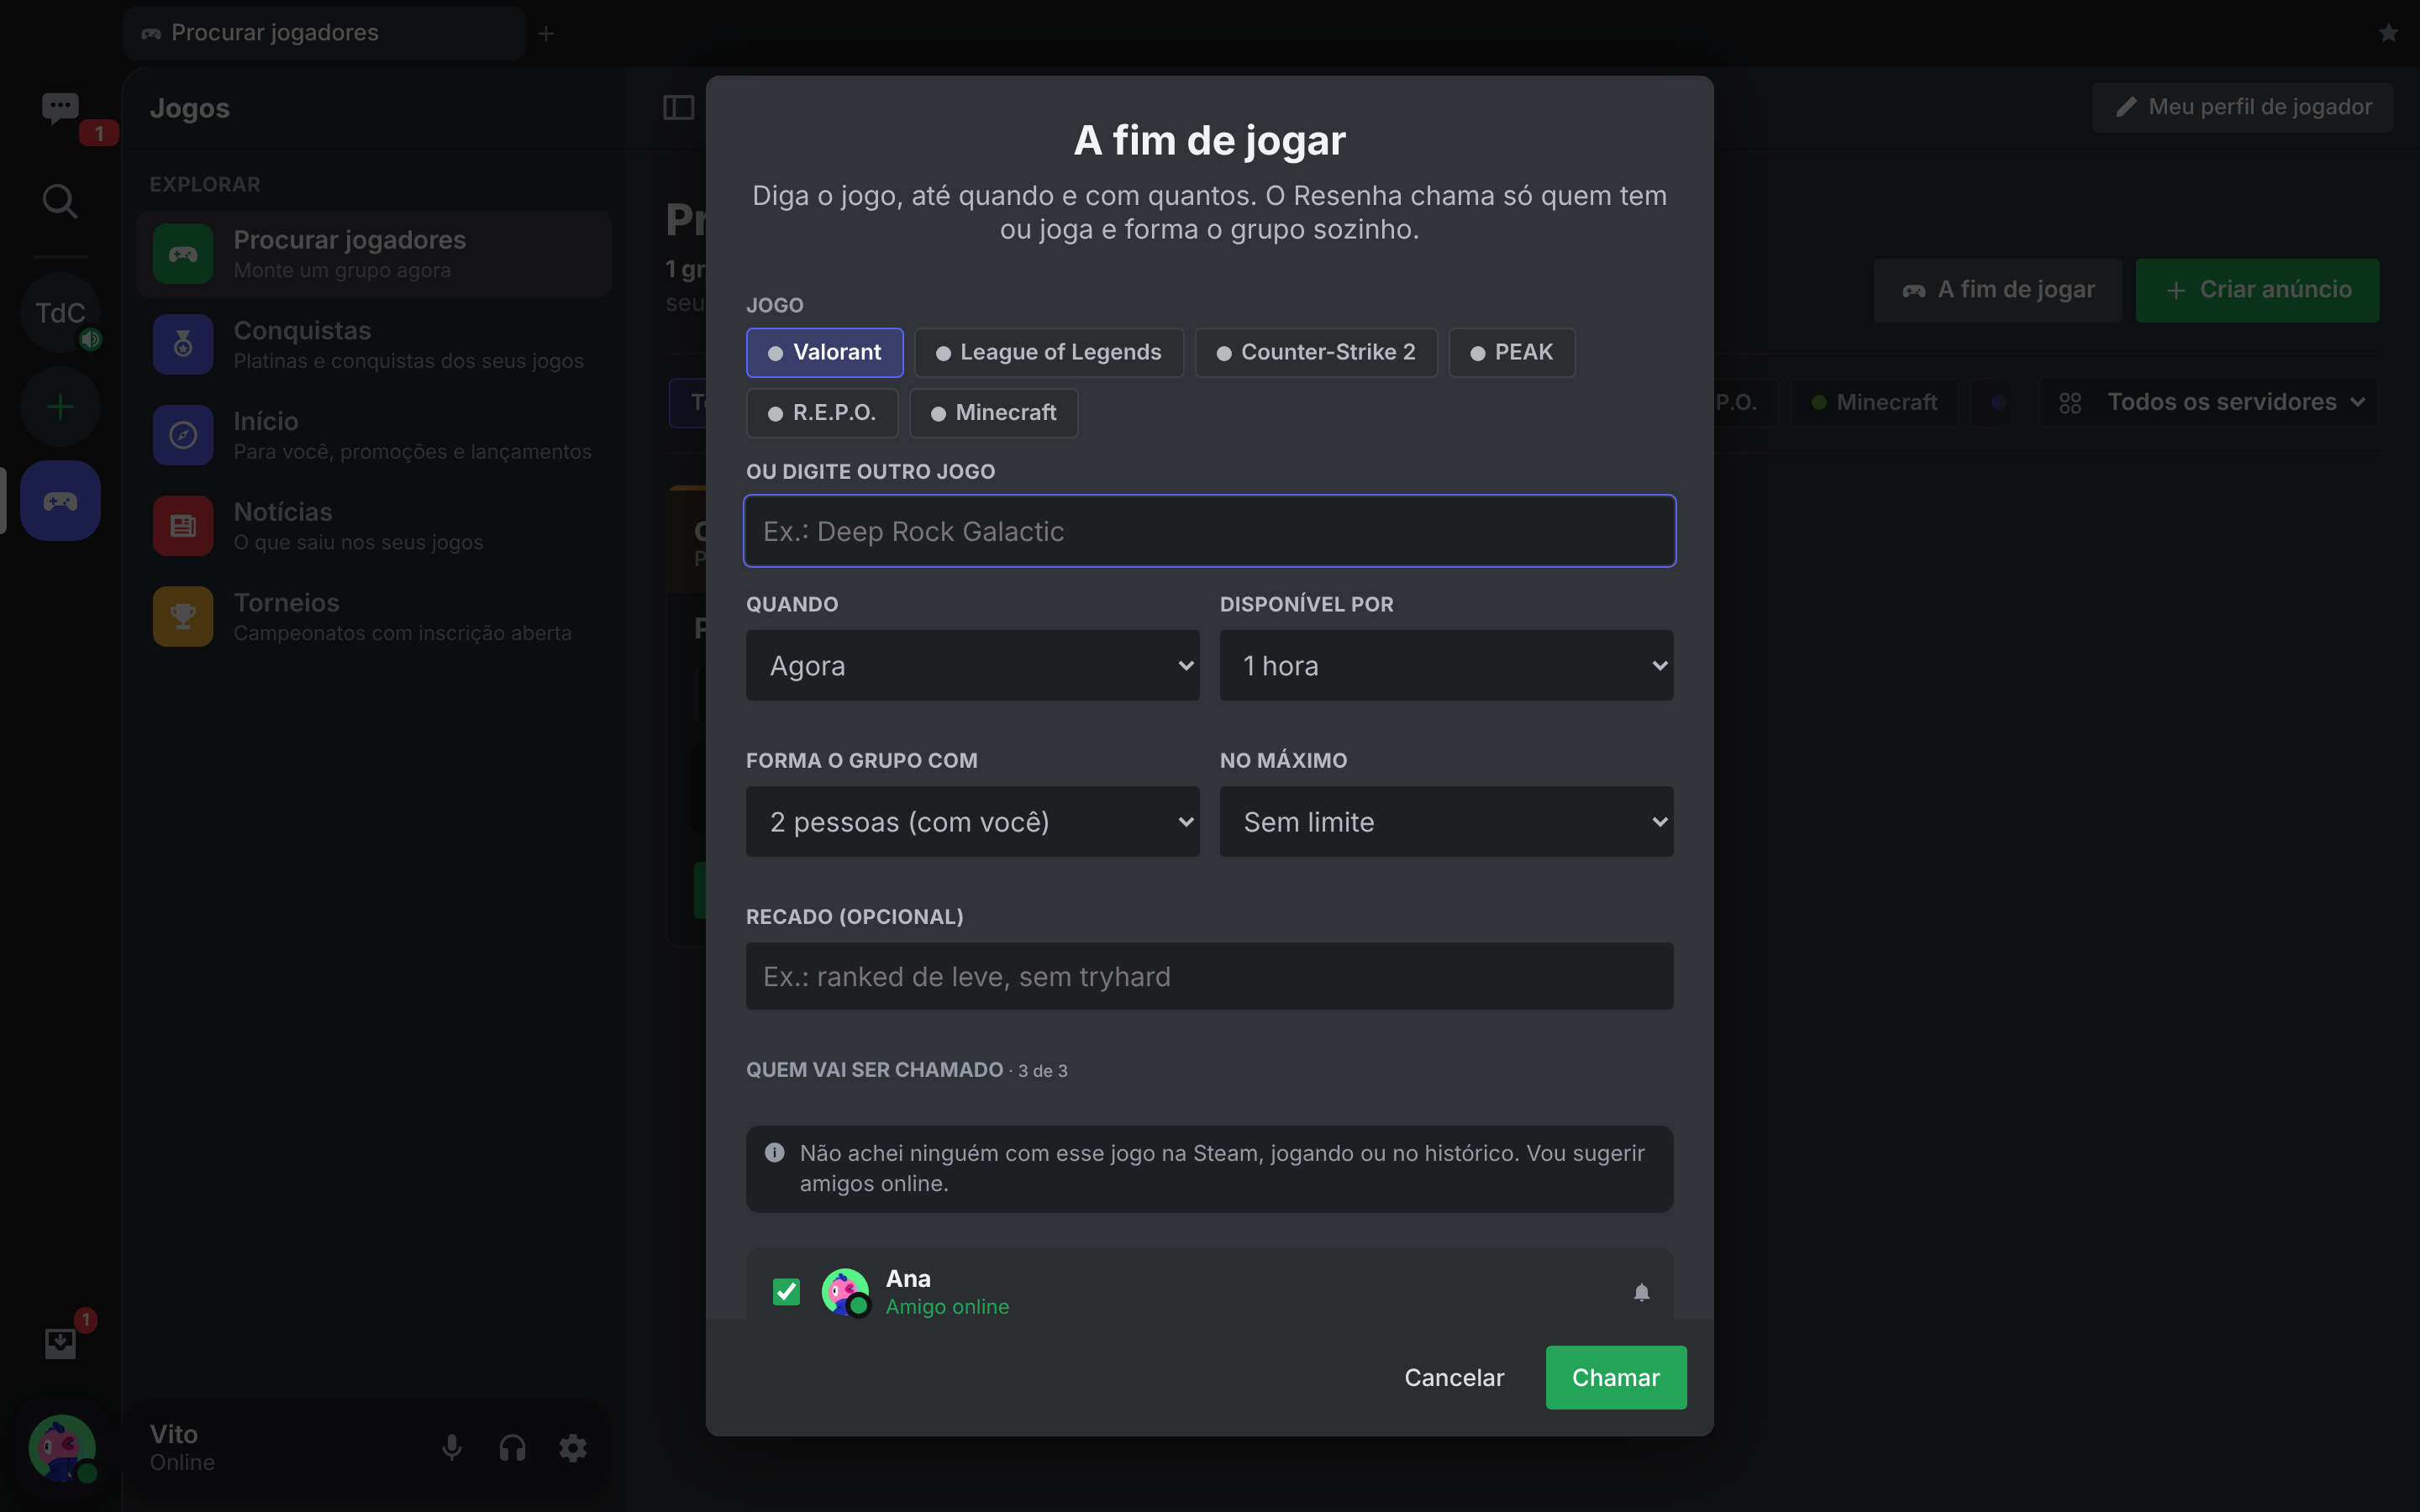 Procurar jogadores
1
Jogos
Meu perfil de jogador
EXPLORAR
Procurar jogadores
Monte um grupo agora
TdC
Conquistas
Platinas e conquistas dos seus jogos
Início
Para você, promoções e lançamentos
Notícias
O que saiu nos seus jogos
Torneios
Campeonatos com inscrição aberta
1
Vito
Online
1 gr
A fim de jogar
Criar anúncio
P.O.
Minecraft
Todos os servidores
A fim de jogar
Diga o jogo, até quando e com quantos. O Resenha chama só quem tem
ou joga e forma o grupo sozinho.
JOGO
Valorant
League of Legends
Counter-Strike 2
PEAK
R.E.P.O.
Minecraft
OU DIGITE OUTRO JOGO
Ex.: Deep Rock Galactic
QUANDO
DISPONÍVEL POR
Agora
1 hora
FORMA O GRUPO COM
NO MÁXIMO
2 pessoas (com você)
Sem limite
RECADO (OPCIONAL)
Ex.: ranked de leve, sem tryhard
QUEM VAI SER CHAMADO · 3 de 3
Não achei ninguém com esse jogo na Steam, jogando ou no histórico. Vou sugerir
amigos online.
Ana
Amigo online
Cancelar
Chamar